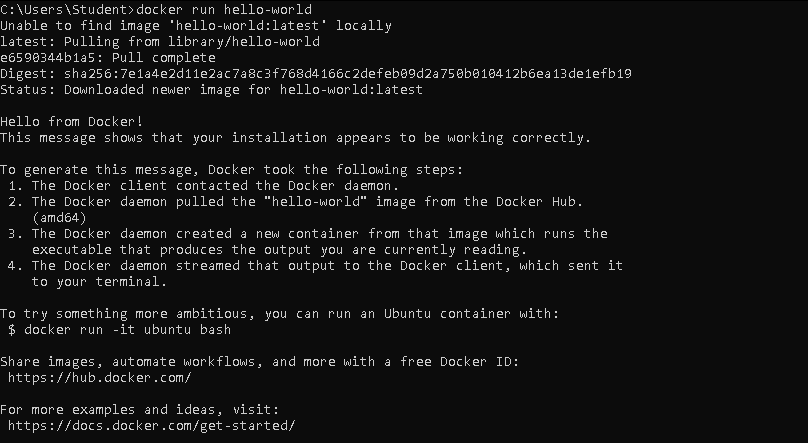 C:\Users\Student>docker run hello-world
Unable to find image 'hello-world:latest' locally
latest: Pulling from library/hello-world
e6590344b1a5: Pull complete
Digest: sha256:7e1a4e2d11e2ac7a8c3f768d4166c2defeb09d2a750b010412b6ea13de1efb19
Status: Downloaded newer image for hello-world:latest

Hello from Docker!
This message shows that your installation appears to be working correctly.

To generate this message, Docker took the following steps:
 1. The Docker client contacted the Docker daemon.
 2. The Docker daemon pulled the "hello-world" image from the Docker Hub.
    (amd64)
 3. The Docker daemon created a new container from that image which runs the
    executable that produces the output you are currently reading.
 4. The Docker daemon streamed that output to the Docker client, which sent it
    to your terminal.

To try something more ambitious, you can run an Ubuntu container with:
 $ docker run -it ubuntu bash

Share images, automate workflows, and more with a free Docker ID:
 https://hub.docker.com/

For more examples and ideas, visit:
 https://docs.docker.com/get-started/